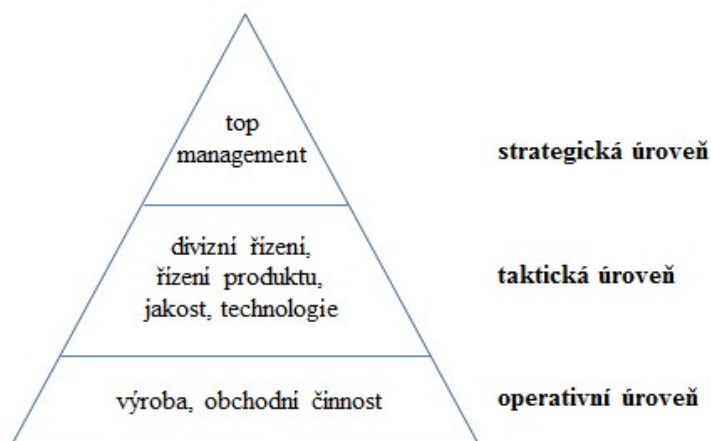 top
management
strategická úroveň
divizní řízení,
řízení produktu,
jakost, technologie
taktická úroveň
výroba, obchodní činnost
operativní úroveň